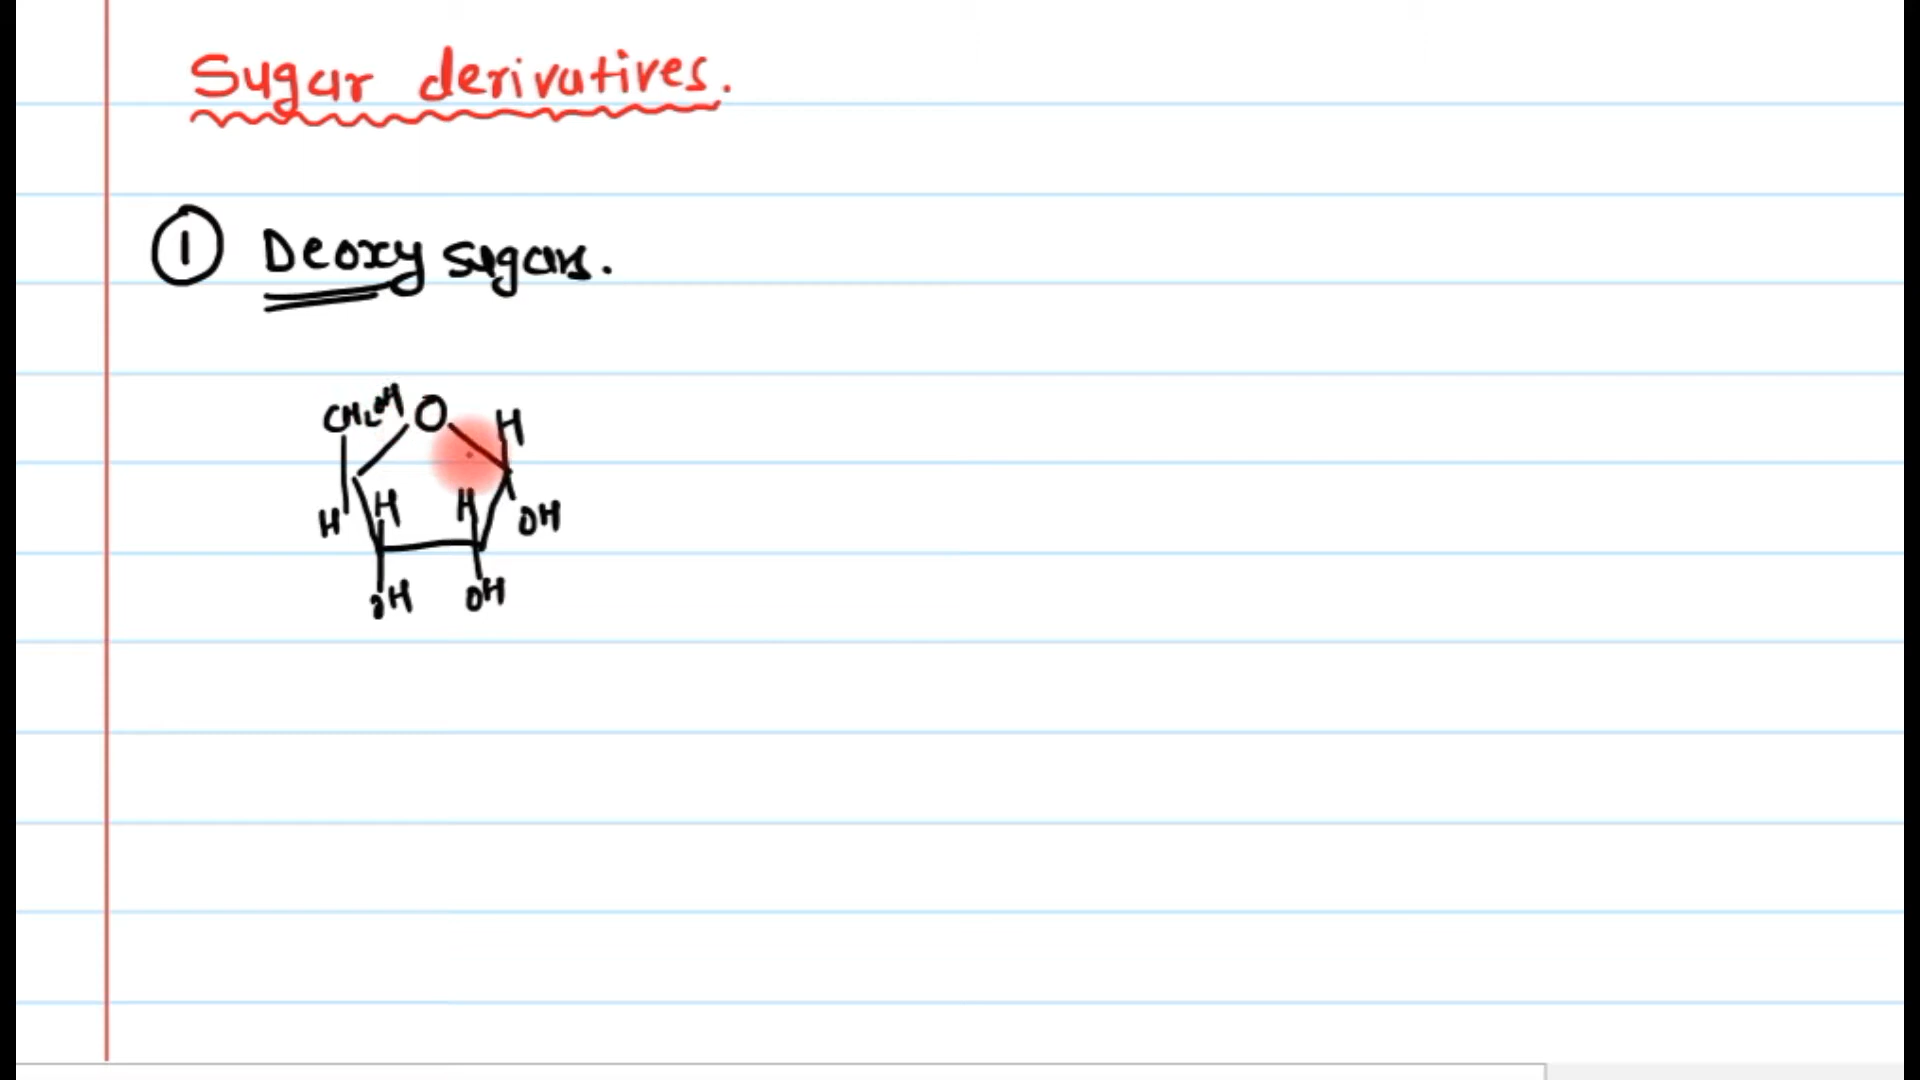 Sugar derivatives.
① Deoxy sugars.
CH₂OH O H
H H H OH
OH OH